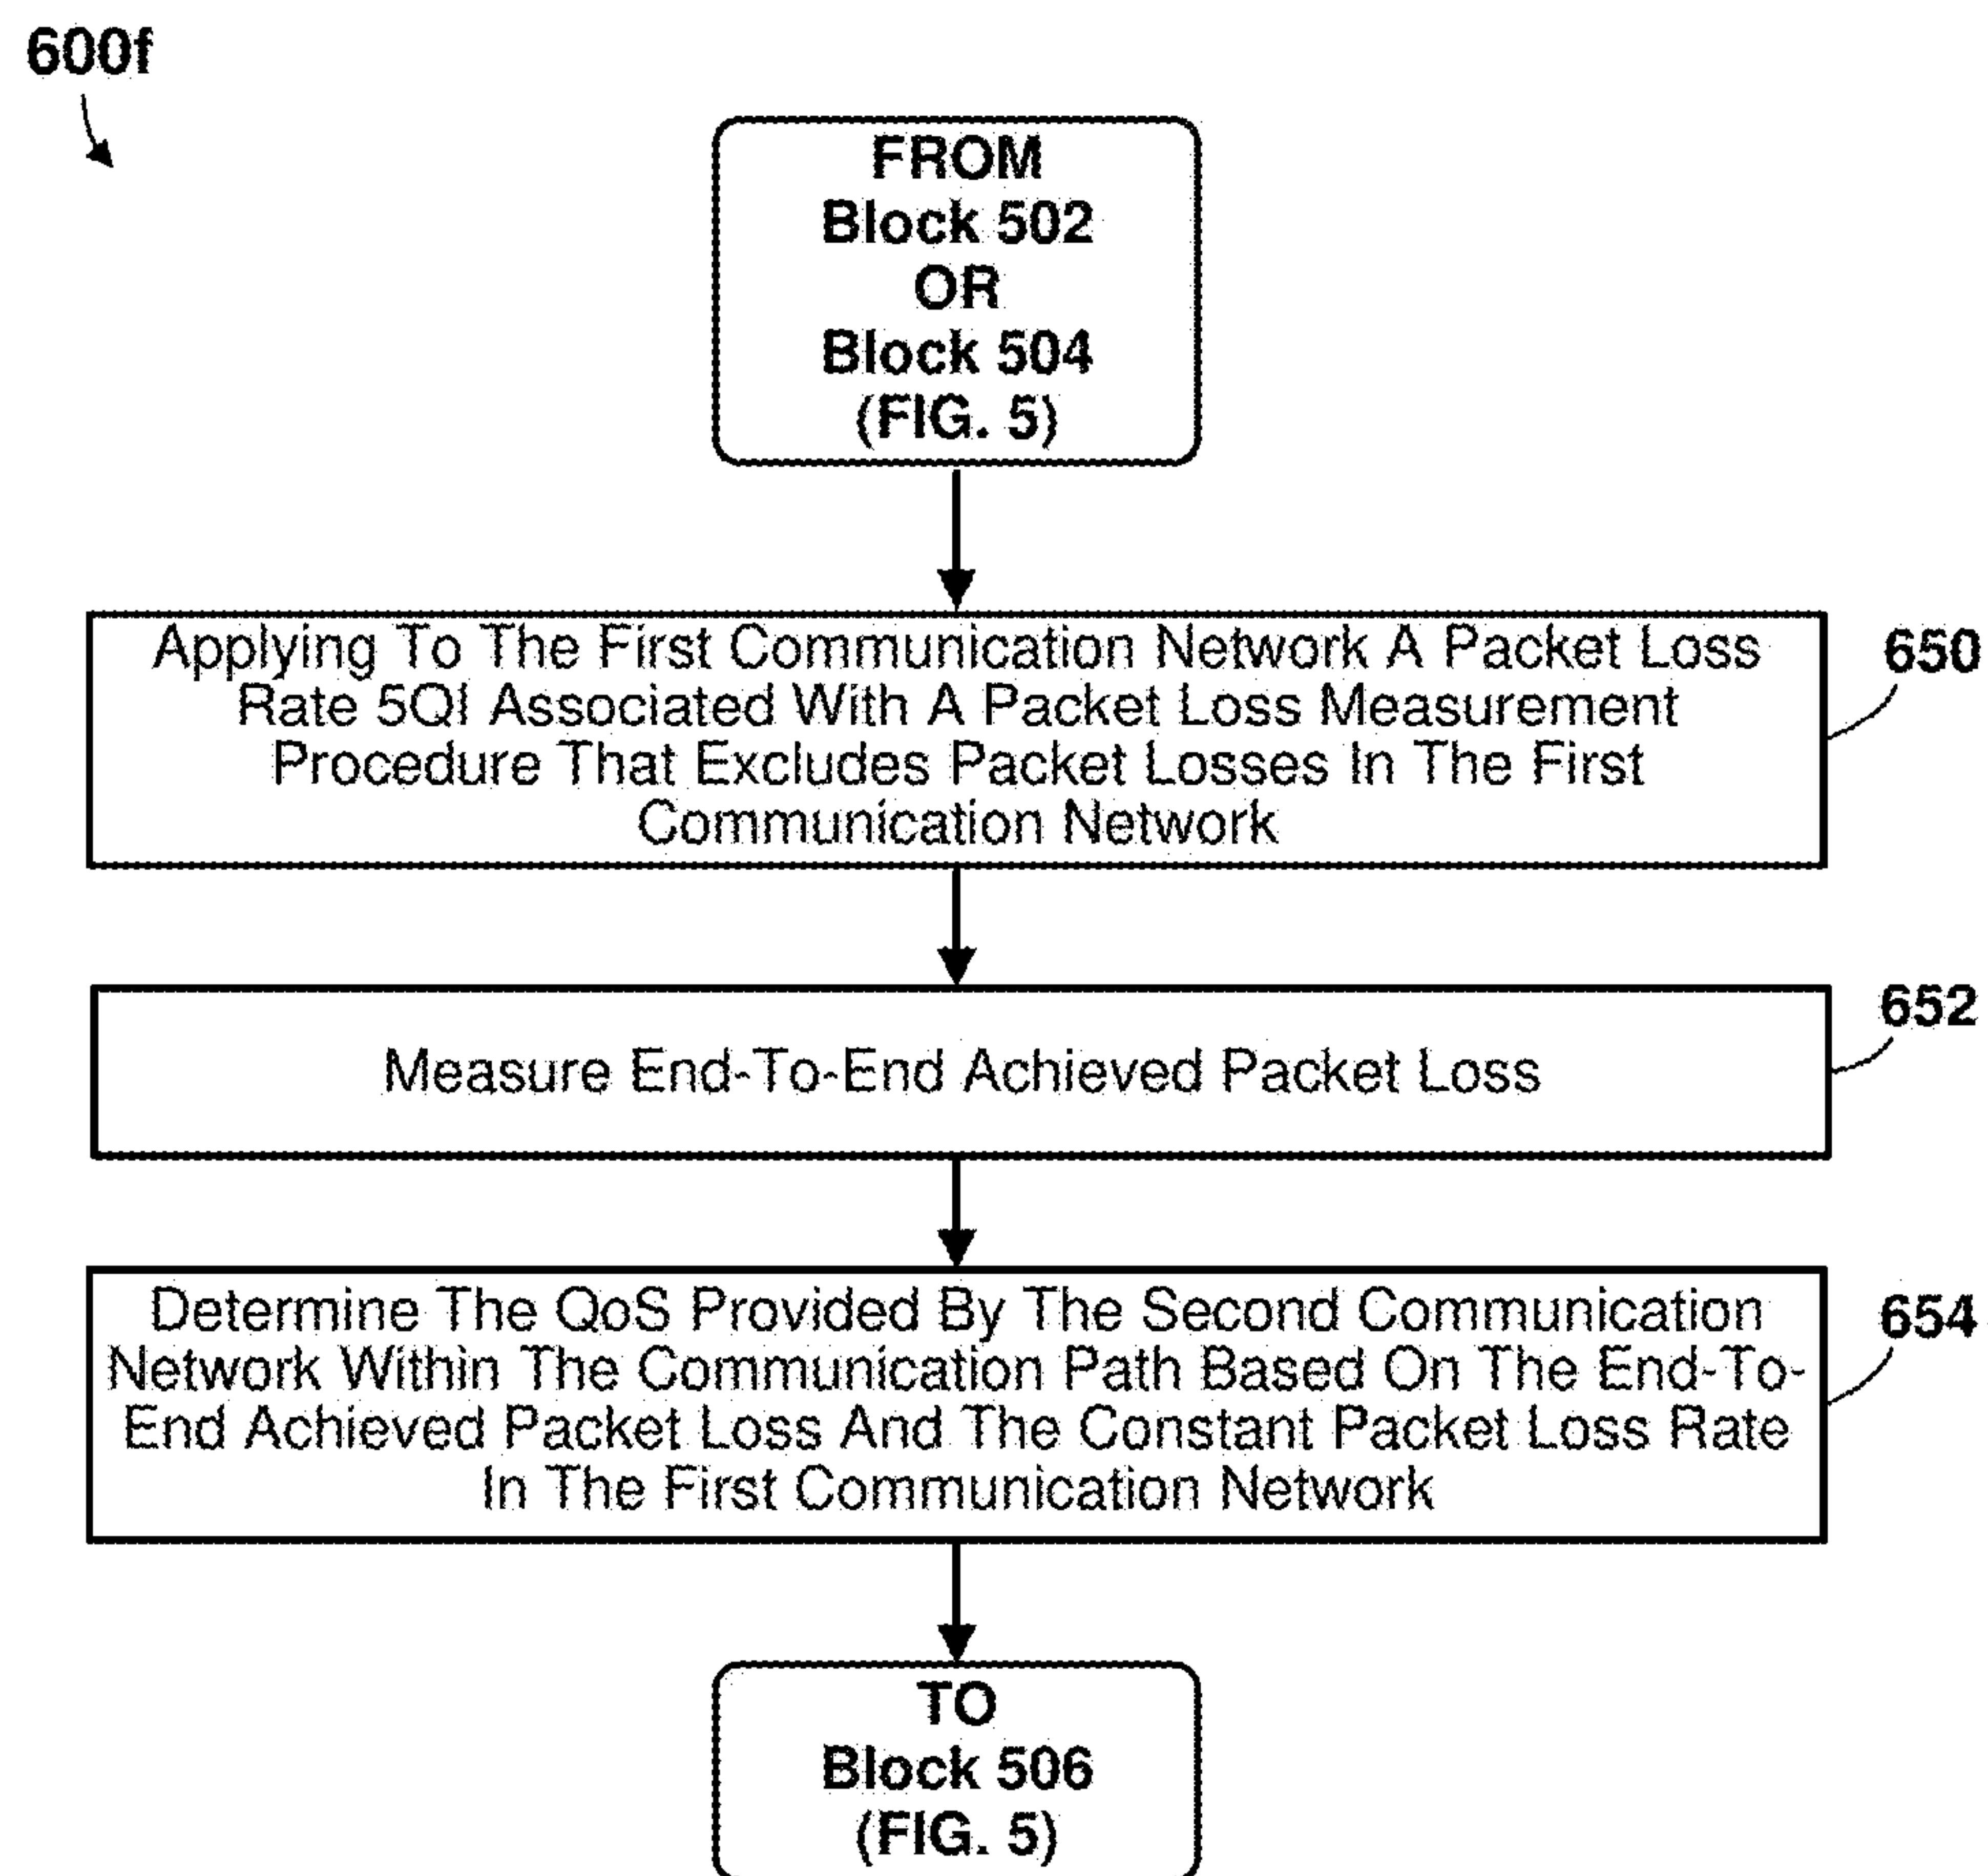 600f
FROM
Block 502
OR
Block 504
(FIG. 5)
Applying To The First Communication Network A Packet Loss
Rate 5QI Associated With A Packet Loss Measurement
Procedure That Excludes Packet Losses In The First
Communication Network
650
Measure End-To-End Achieved Packet Loss
652
Determine The QoS Provided By The Second Communication
Network Within The Communication Path Based On The End-To-
End Achieved Packet Loss And The Constant Packet Loss Rate
In The First Communication Network
654
TO
Block 506
(FIG. 5)